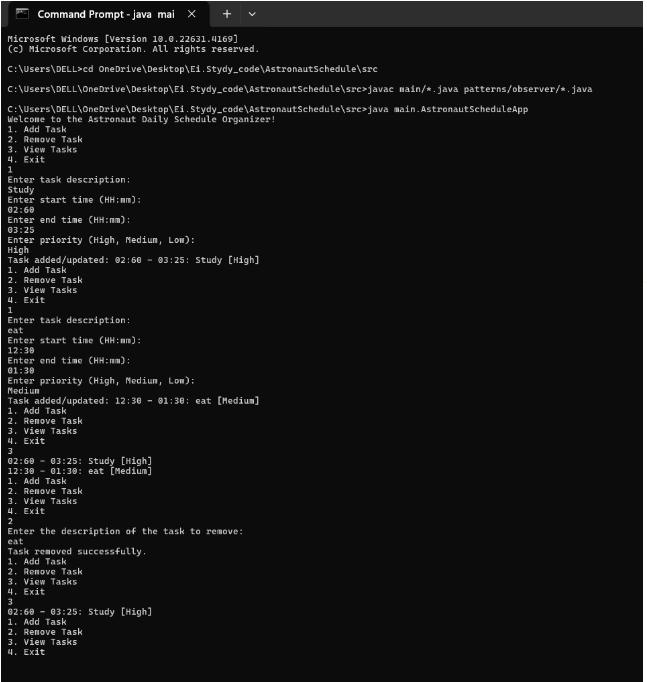 Command Prompt - java mai
Microsoft Windows [Version 10.0.22631.4169]
(c) Microsoft Corporation. All rights reserved.
C:\Users\DELL>cd OneDrive\Desktop\Ei.Stydy_code\AstronautSchedule\src
C:\Users\DELL\OneDrive\Desktop\Ei.Stydy_code\AstronautSchedule\src>javac main/*.java patterns/observer/*.java
C:\Users\DELL\OneDrive\Desktop\Ei.Stydy_code\AstronautSchedule\src>java main.AstronautScheduleApp
Welcome to the Astronaut Daily Schedule Organizer!
1. Add Task
2. Remove Task
3. View Tasks
4. Exit
1
Enter task description:
Study
Enter start time (HH:mm):
02:60
Enter end time (HH:mm):
03:25
Enter priority (High, Medium, Low):
High
Task added/updated: 02:60 - 03:25: Study [High]
1. Add Task
2. Remove Task
3. View Tasks
4. Exit
1
Enter task description:
eat
Enter start time (HH:mm):
12:30
Enter end time (HH:mm):
01:30
Enter priority (High, Medium, Low):
Medium
Task added/updated: 12:30 - 01:30: eat [Medium]
1. Add Task
2. Remove Task
3. View Tasks
4. Exit
3
02:60 - 03:25: Study [High]
12:30 - 01:30: eat [Medium]
1. Add Task
2. Remove Task
3. View Tasks
4. Exit
2
Enter the description of the task to remove:
eat
Task removed successfully.
1. Add Task
2. Remove Task
3. View Tasks
4. Exit
3
02:60 - 03:25: Study [High]
1. Add Task
2. Remove Task
3. View Tasks
4. Exit